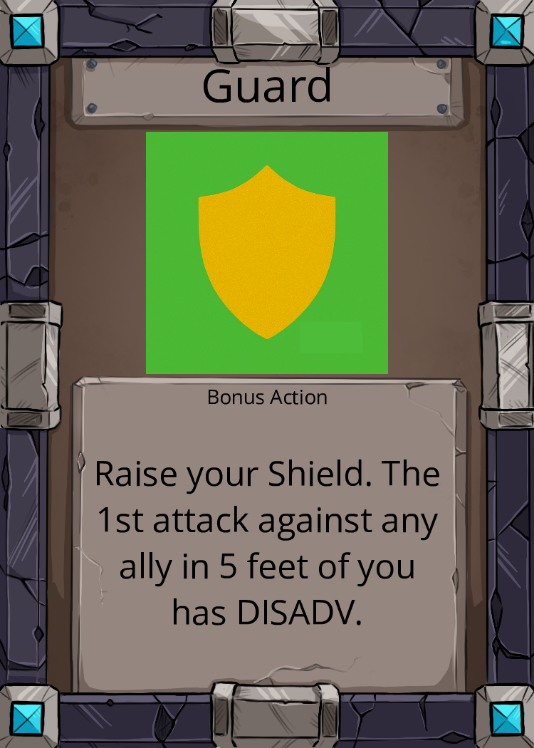 Guard
Bonus Action
Raise your Shield. The
1st attack against any
ally in 5 feet of you
has DISADV.